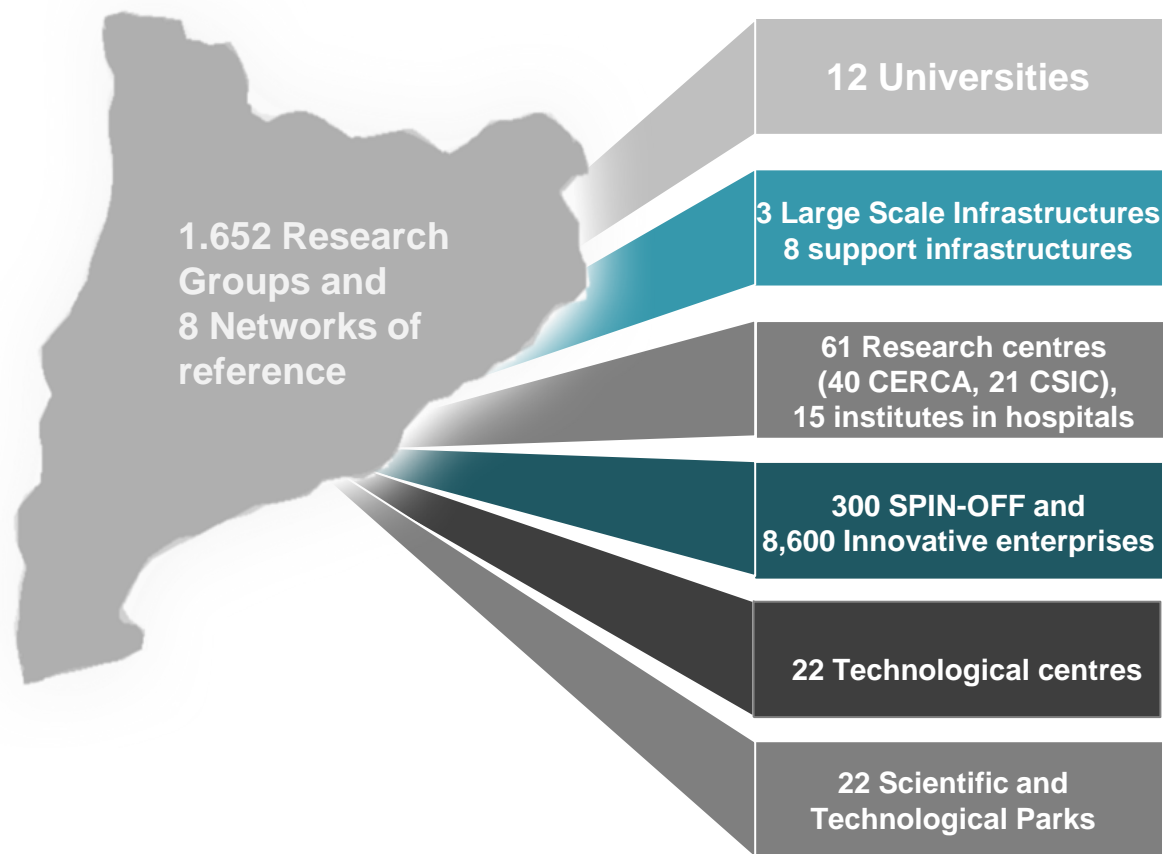 1.652 Research
Groups and
8 Networks of
reference
12 Universities
3 Large Scale Infrastructures
8 support infrastructures
61 Research centres
(40 CERCA, 21 CSIC),
15 institutes in hospitals
300 SPIN-OFF and
8,600 Innovative enterprises
22 Technological centres
22 Scientific and
Technological Parks